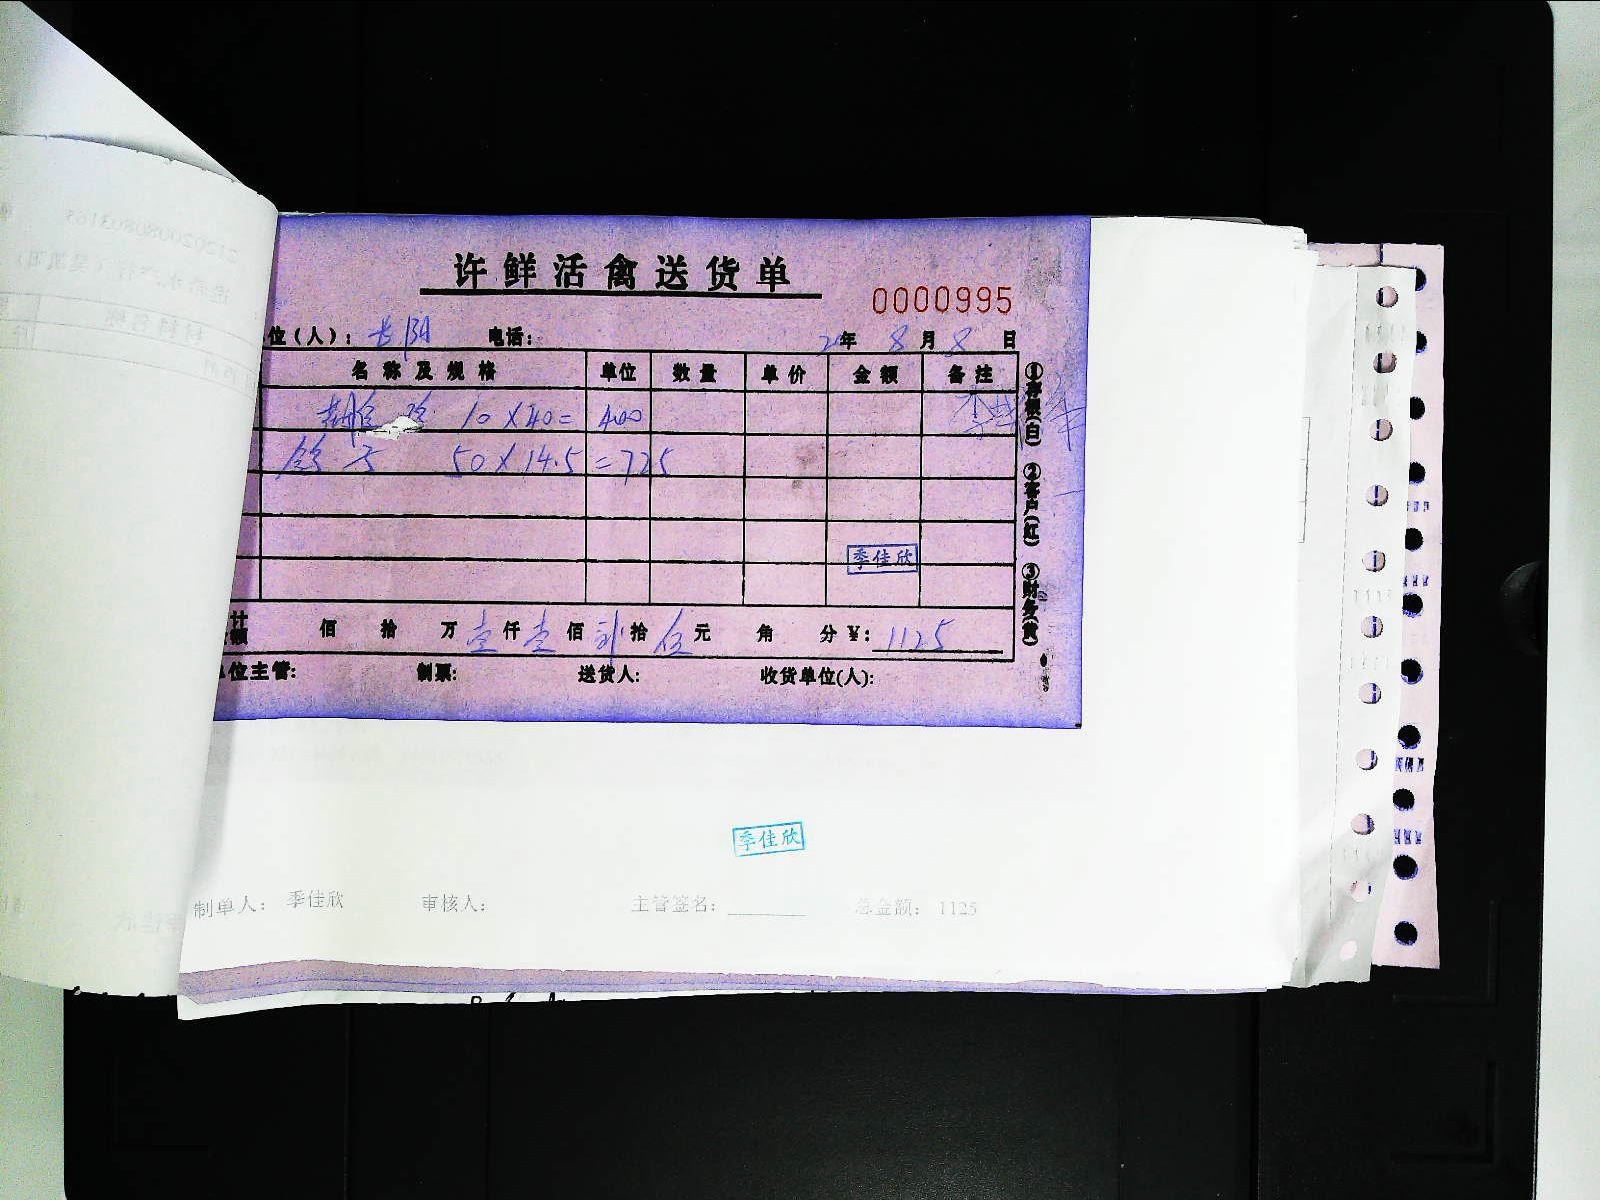 许鲜活禽送货单
0000995
位(人): 长阳 电话: 20年 8月 8日
名称及规格 单位 数量 单价 金额 备注
10×40= 400
鸽子 50×14.5=725
季佳欣
计 佰 拾 万 壹仟 壹佰 贰拾 伍元 角 分 ¥: 1125
位主管: 制票: 送货人: 收货单位(人):
①存根(白) ②客户(红) ③财务(黄)
季佳欣
制单人: 季佳欣 审核人: 主管签名: 总金额: 1125